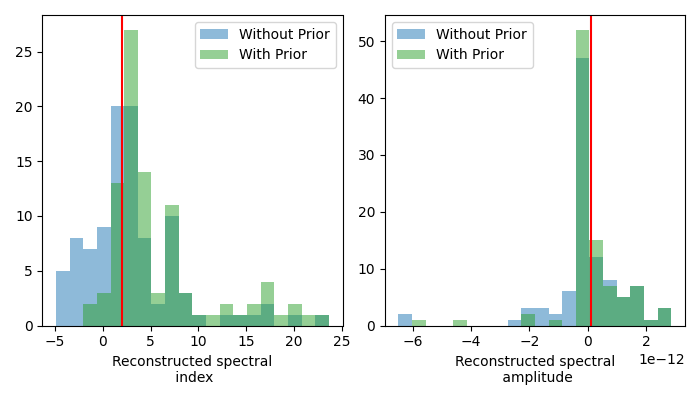 Without Prior
With Prior
25
20
15
10
5
0
−5
0
5
10
15
20
25
Reconstructed spectral
index
Without Prior
With Prior
50
40
30
20
10
0
−6
−4
−2
0
2
1e−12
Reconstructed spectral
amplitude